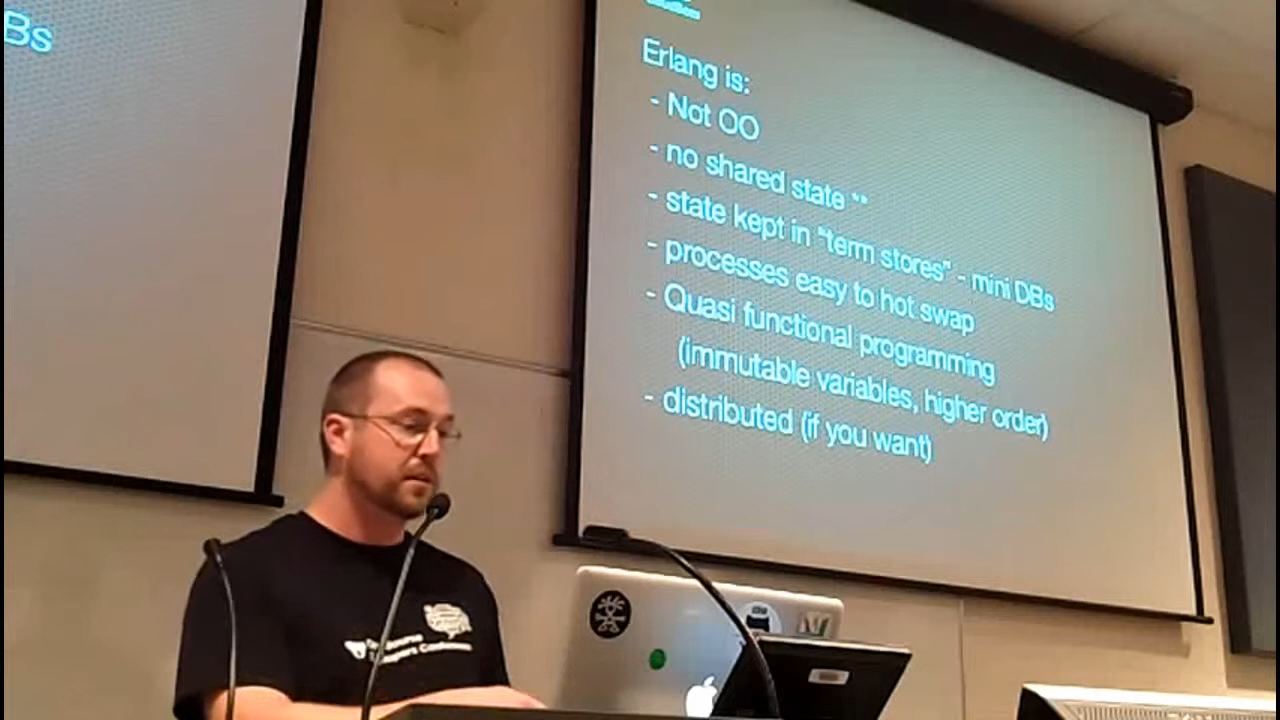 Bs
Erlang is:
- Not OO
- no shared state **
- state kept in "term stores" - mini DBs
- processes easy to hot swap
- Quasi functional programming
(immutable variables, higher order)
- distributed (if you want)